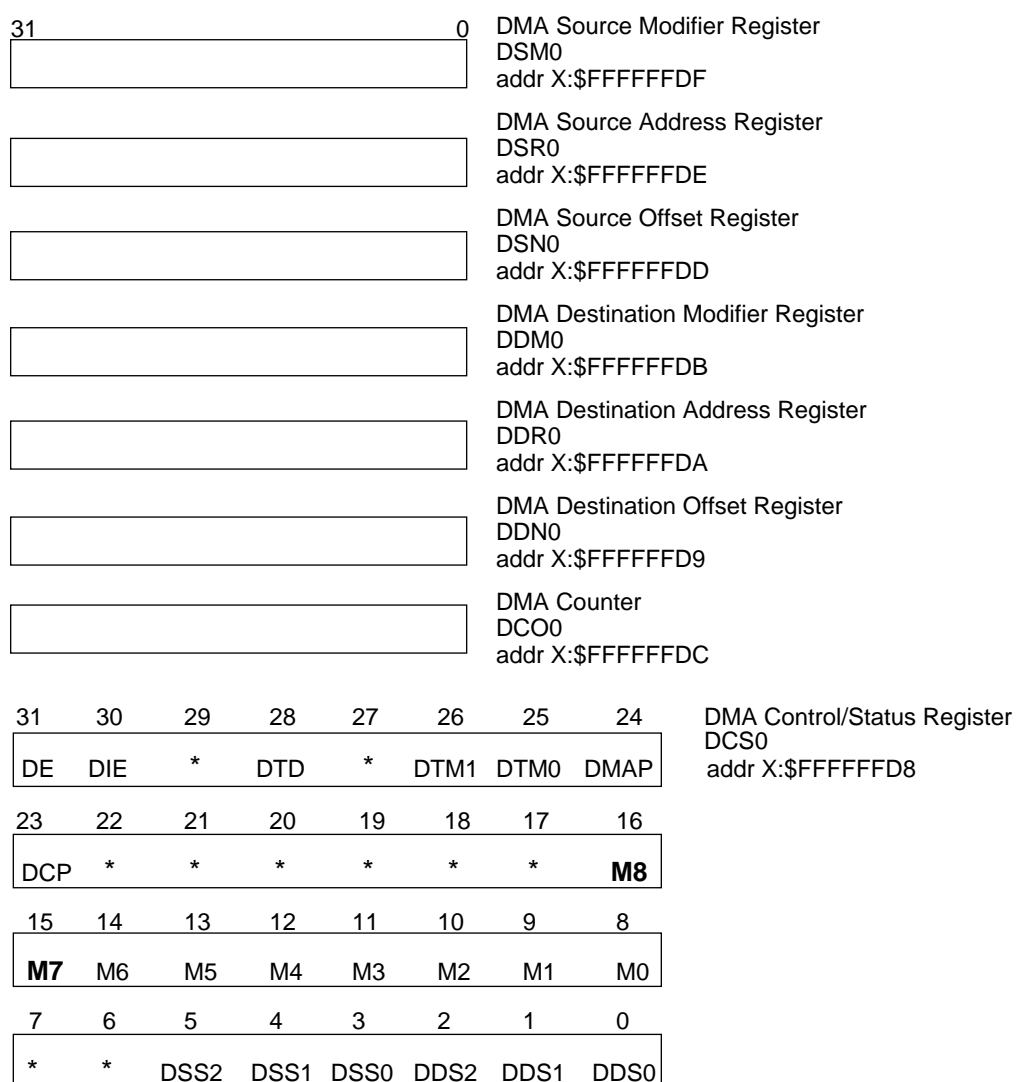 31 0 DMA Source Modifier Register
DSM0
addr X:$FFFFFFDF
DMA Source Address Register
DSR0
addr X:$FFFFFFDE
DMA Source Offset Register
DSN0
addr X:$FFFFFFDD
DMA Destination Modifier Register
DDM0
addr X:$FFFFFFDB
DMA Destination Address Register
DDR0
addr X:$FFFFFFDA
DMA Destination Offset Register
DDN0
addr X:$FFFFFFD9
DMA Counter
DCO0
addr X:$FFFFFFDC
31 30 29 28 27 26 25 24 DMA Control/Status Register
DCS0
DE DIE * DTD * DTM1 DTM0 DMAP addr X:$FFFFFFD8
23 22 21 20 19 18 17 16
DCP * * * * * * M8
15 14 13 12 11 10 9 8
M7 M6 M5 M4 M3 M2 M1 M0
7 6 5 4 3 2 1 0
* * DSS2 DSS1 DSS0 DDS2 DDS1 DDS0